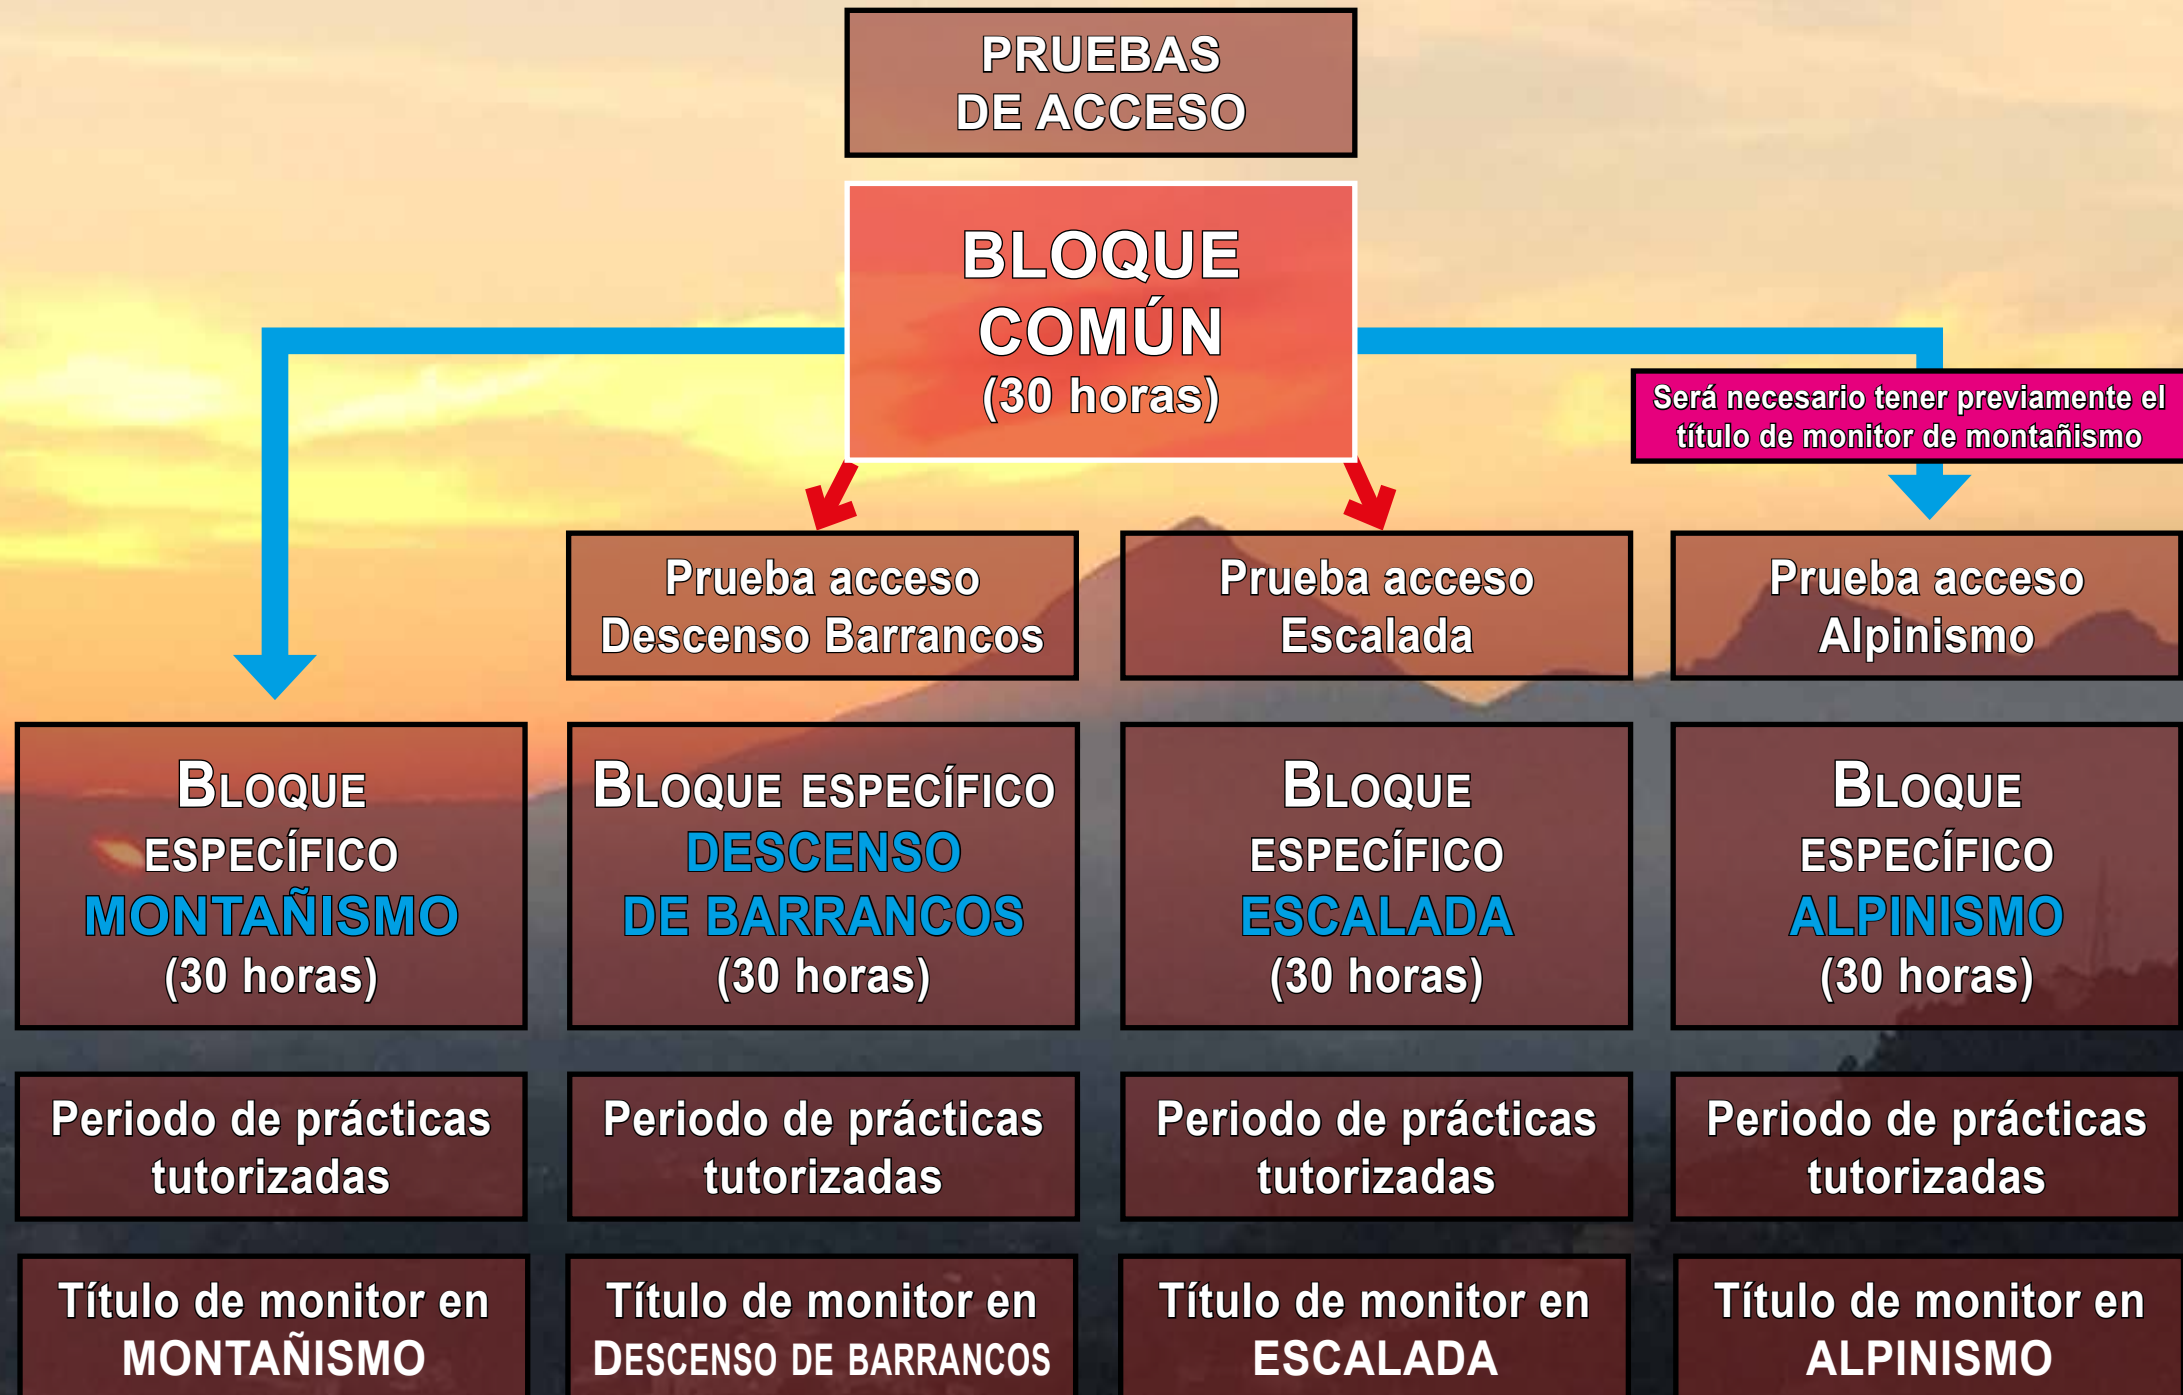 PRUEBAS
DE ACCESO
BLOQUE
COMÚN
(30 horas)
Será necesario tener previamente el
título de monitor de montañismo
Prueba acceso
Descenso Barrancos
Prueba acceso
Escalada
Prueba acceso
Alpinismo
BLOQUE
ESPECÍFICO
MONTAÑISMO
(30 horas)
BLOQUE ESPECÍFICO
DESCENSO
DE BARRANCOS
(30 horas)
BLOQUE
ESPECÍFICO
ESCALADA
(30 horas)
BLOQUE
ESPECÍFICO
ALPINISMO
(30 horas)
Periodo de prácticas
tutorizadas
Periodo de prácticas
tutorizadas
Periodo de prácticas
tutorizadas
Periodo de prácticas
tutorizadas
Título de monitor en
MONTAÑISMO
Título de monitor en
DESCENSO DE BARRANCOS
Título de monitor en
ESCALADA
Título de monitor en
ALPINISMO